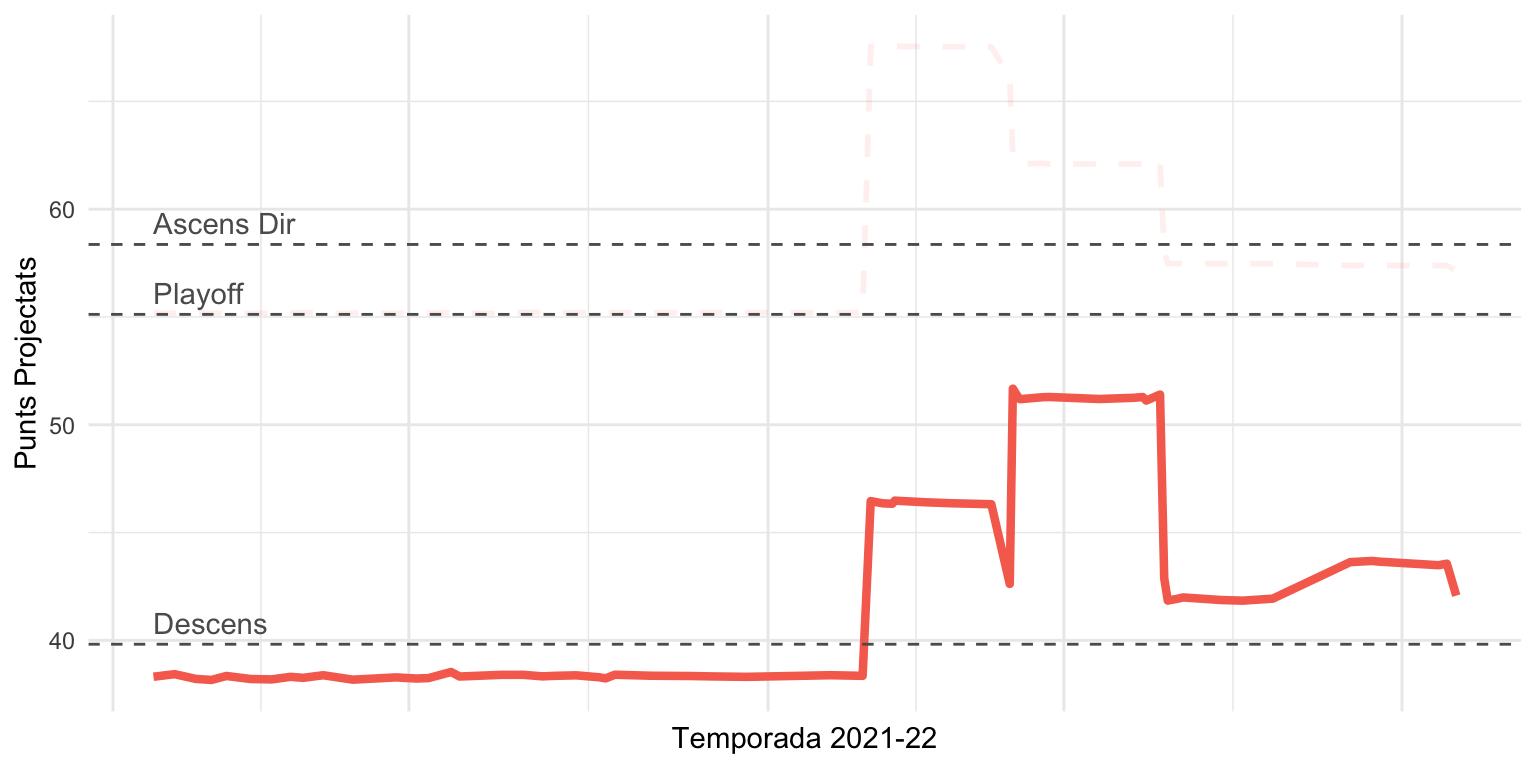 60
Ascens Dir
Playoff
Punts Projectats
50
Descens
40
Temporada 2021-22